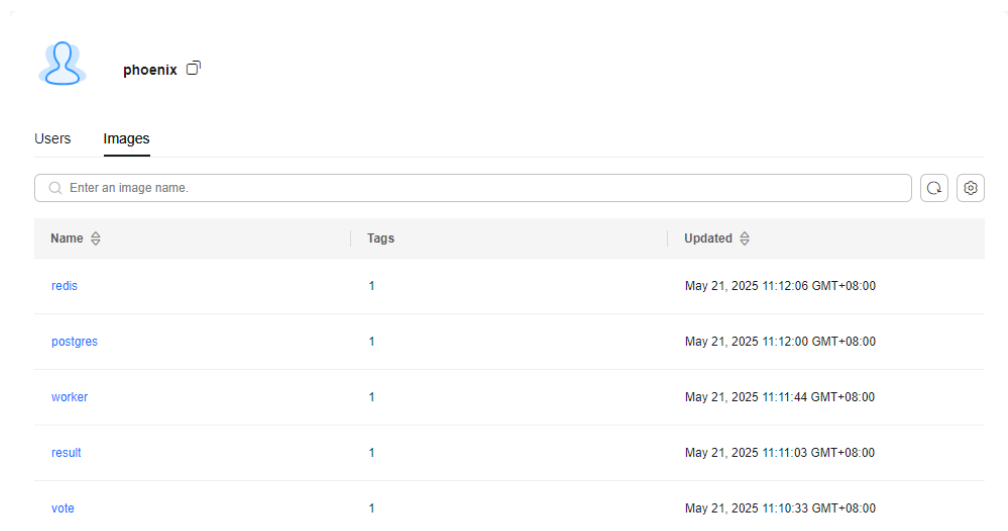 phoenix
Users Images
Enter an image name.
Name Tags Updated
redis 1 May 21, 2025 11:12:06 GMT+08:00
postgres 1 May 21, 2025 11:12:00 GMT+08:00
worker 1 May 21, 2025 11:11:44 GMT+08:00
result 1 May 21, 2025 11:11:03 GMT+08:00
vote 1 May 21, 2025 11:10:33 GMT+08:00